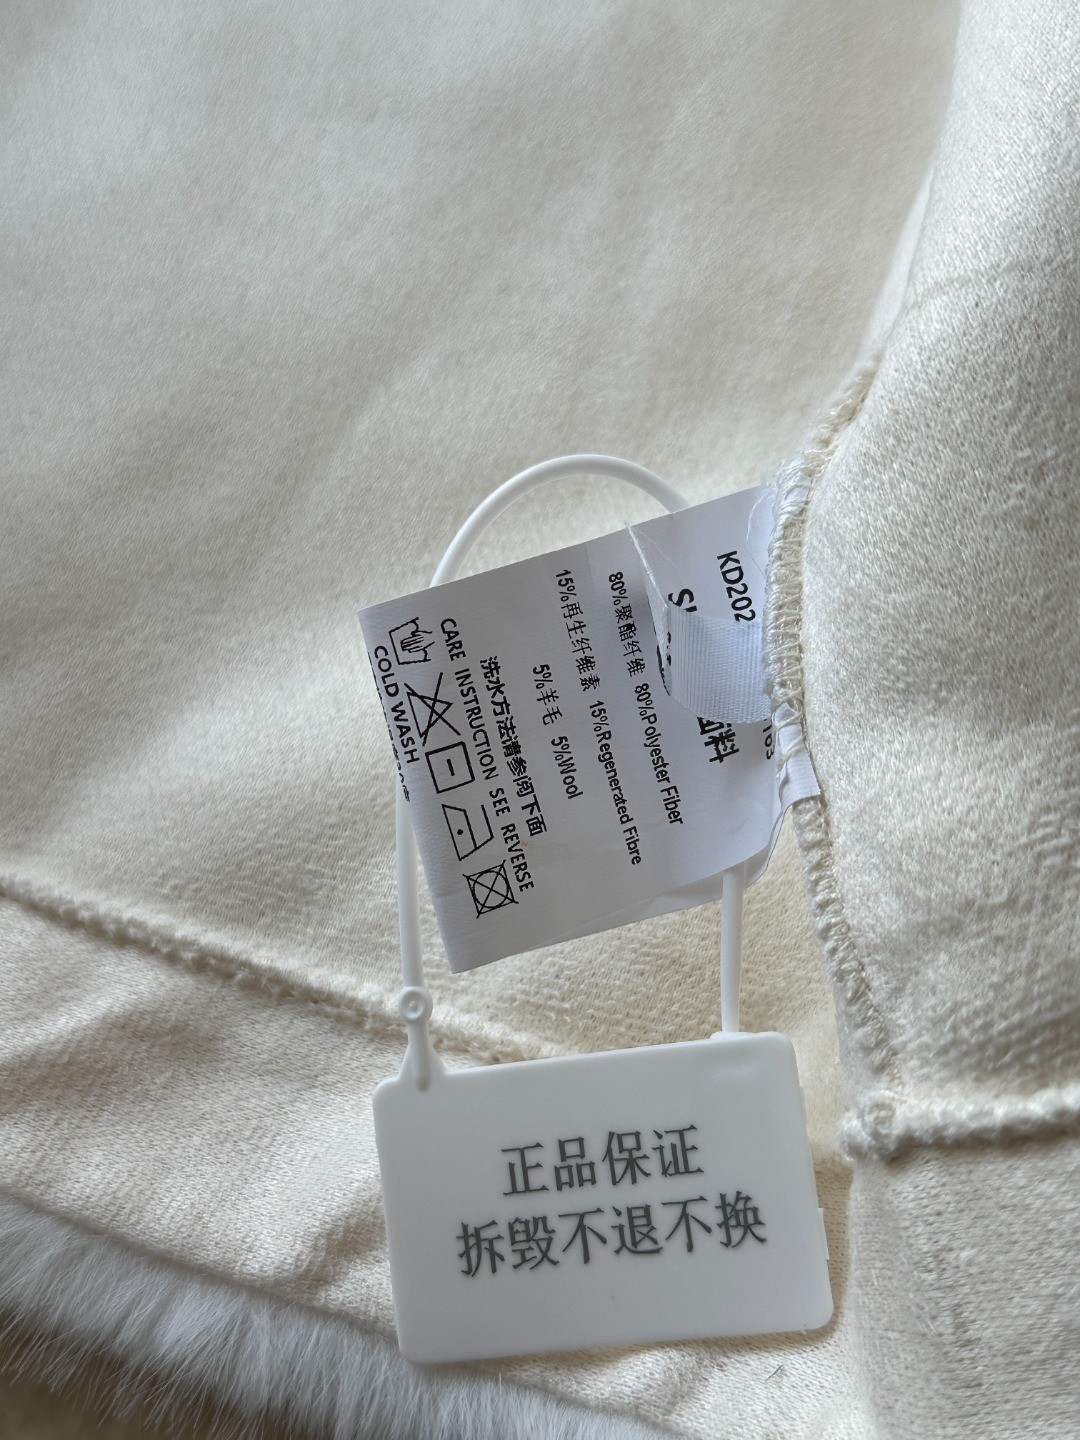 KD202
面料
80%聚酯纤维 80%Polyester Fiber
15%再生纤维素 15%Regenerated Fibre
5%羊毛 5%Wool
洗水方法请参阅下面
CARE INSTRUCTION SEE REVERSE
COLD WASH
正品保证
拆毁不退不换